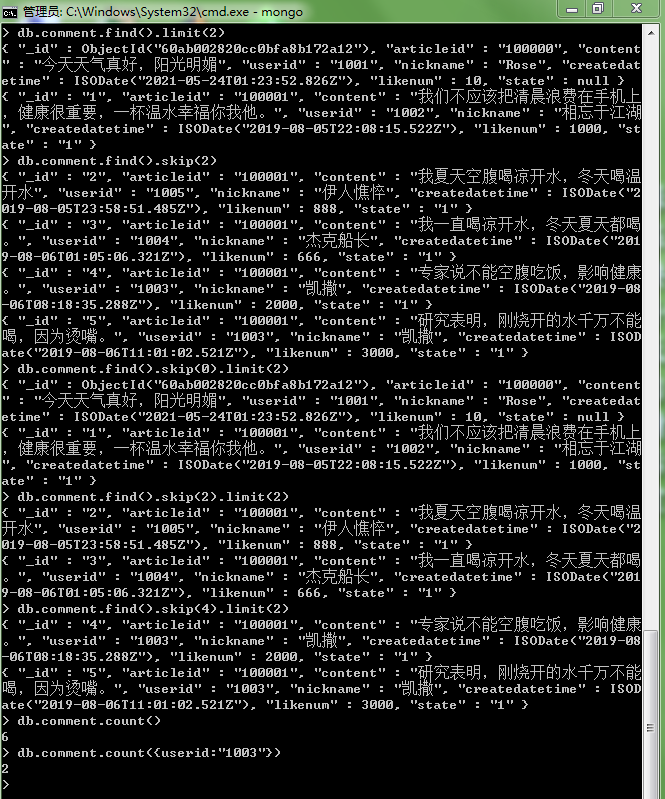 管理员: C:\Windows\System32\cmd.exe - mongo
> db.comment.find().limit(2)
{ "_id" : ObjectId("60ab002820cc0bfa8b172a12"), "articleid" : "100000", "content
" : "今天天气真好，阳光明媚", "userid" : "1001", "nickname" : "Rose", "createdat
etime" : ISODate("2021-05-24T01:23:52.826Z"), "likenum" : 10, "state" : null }
{ "_id" : "1", "articleid" : "100001", "content" : "我们不应该把清晨浪费在手机上
，健康很重要，一杯温水幸福你我他。", "userid" : "1002", "nickname" : "相忘于江湖
", "createdatetime" : ISODate("2019-08-05T22:08:15.522Z"), "likenum" : 1000, "st
ate" : "1" }
> db.comment.find().skip(2)
{ "_id" : "2", "articleid" : "100001", "content" : "我夏天空腹喝凉开水，冬天喝温
开水", "userid" : "1005", "nickname" : "伊人憔悴", "createdatetime" : ISODate("2
019-08-05T23:58:51.485Z"), "likenum" : 888, "state" : "1" }
{ "_id" : "3", "articleid" : "100001", "content" : "我一直喝凉开水，冬天夏天都喝
。", "userid" : "1004", "nickname" : "杰克船长", "createdatetime" : ISODate("201
9-08-06T01:05:06.321Z"), "likenum" : 666, "state" : "1" }
{ "_id" : "4", "articleid" : "100001", "content" : "专家说不能空腹吃饭，影响健康
。", "userid" : "1003", "nickname" : "凯撒", "createdatetime" : ISODate("2019-08
-06T08:18:35.288Z"), "likenum" : 2000, "state" : "1" }
{ "_id" : "5", "articleid" : "100001", "content" : "研究表明，刚烧开的水千万不能
喝，因为烫嘴。", "userid" : "1003", "nickname" : "凯撒", "createdatetime" : ISOD
ate("2019-08-06T11:01:02.521Z"), "likenum" : 3000, "state" : "1" }
> db.comment.find().skip(0).limit(2)
{ "_id" : ObjectId("60ab002820cc0bfa8b172a12"), "articleid" : "100000", "content
" : "今天天气真好，阳光明媚", "userid" : "1001", "nickname" : "Rose", "createdat
etime" : ISODate("2021-05-24T01:23:52.826Z"), "likenum" : 10, "state" : null }
{ "_id" : "1", "articleid" : "100001", "content" : "我们不应该把清晨浪费在手机上
，健康很重要，一杯温水幸福你我他。", "userid" : "1002", "nickname" : "相忘于江湖
", "createdatetime" : ISODate("2019-08-05T22:08:15.522Z"), "likenum" : 1000, "st
ate" : "1" }
> db.comment.find().skip(2).limit(2)
{ "_id" : "2", "articleid" : "100001", "content" : "我夏天空腹喝凉开水，冬天喝温
开水", "userid" : "1005", "nickname" : "伊人憔悴", "createdatetime" : ISODate("2
019-08-05T23:58:51.485Z"), "likenum" : 888, "state" : "1" }
{ "_id" : "3", "articleid" : "100001", "content" : "我一直喝凉开水，冬天夏天都喝
。", "userid" : "1004", "nickname" : "杰克船长", "createdatetime" : ISODate("201
9-08-06T01:05:06.321Z"), "likenum" : 666, "state" : "1" }
> db.comment.find().skip(4).limit(2)
{ "_id" : "4", "articleid" : "100001", "content" : "专家说不能空腹吃饭，影响健康
。", "userid" : "1003", "nickname" : "凯撒", "createdatetime" : ISODate("2019-08
-06T08:18:35.288Z"), "likenum" : 2000, "state" : "1" }
{ "_id" : "5", "articleid" : "100001", "content" : "研究表明，刚烧开的水千万不能
喝，因为烫嘴。", "userid" : "1003", "nickname" : "凯撒", "createdatetime" : ISOD
ate("2019-08-06T11:01:02.521Z"), "likenum" : 3000, "state" : "1" }
> db.comment.count()
6
> db.comment.count({userid:"1003"})
2
>